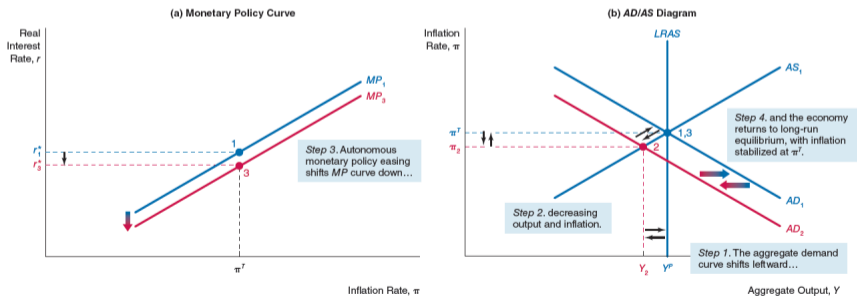 (a) Monetary Policy Curve
Real
Interest
Rate, r
MP₁
MP₃
1
r₁*
r₃*
3
Step 3. Autonomous
monetary policy easing
shifts MP curve down…
πᵀ
Inflation Rate, π
(b) AD/AS Diagram
Inflation
Rate, π
LRAS
AS₁
Step 4. and the economy
returns to long-run
equilibrium, with inflation
stabilized at πᵀ.
πᵀ
1,3
π₂
2
Step 2. decreasing
output and inflation.
AD₁
AD₂
Step 1. The aggregate demand
curve shifts leftward…
Y₂
Yᴾ
Aggregate Output, Y